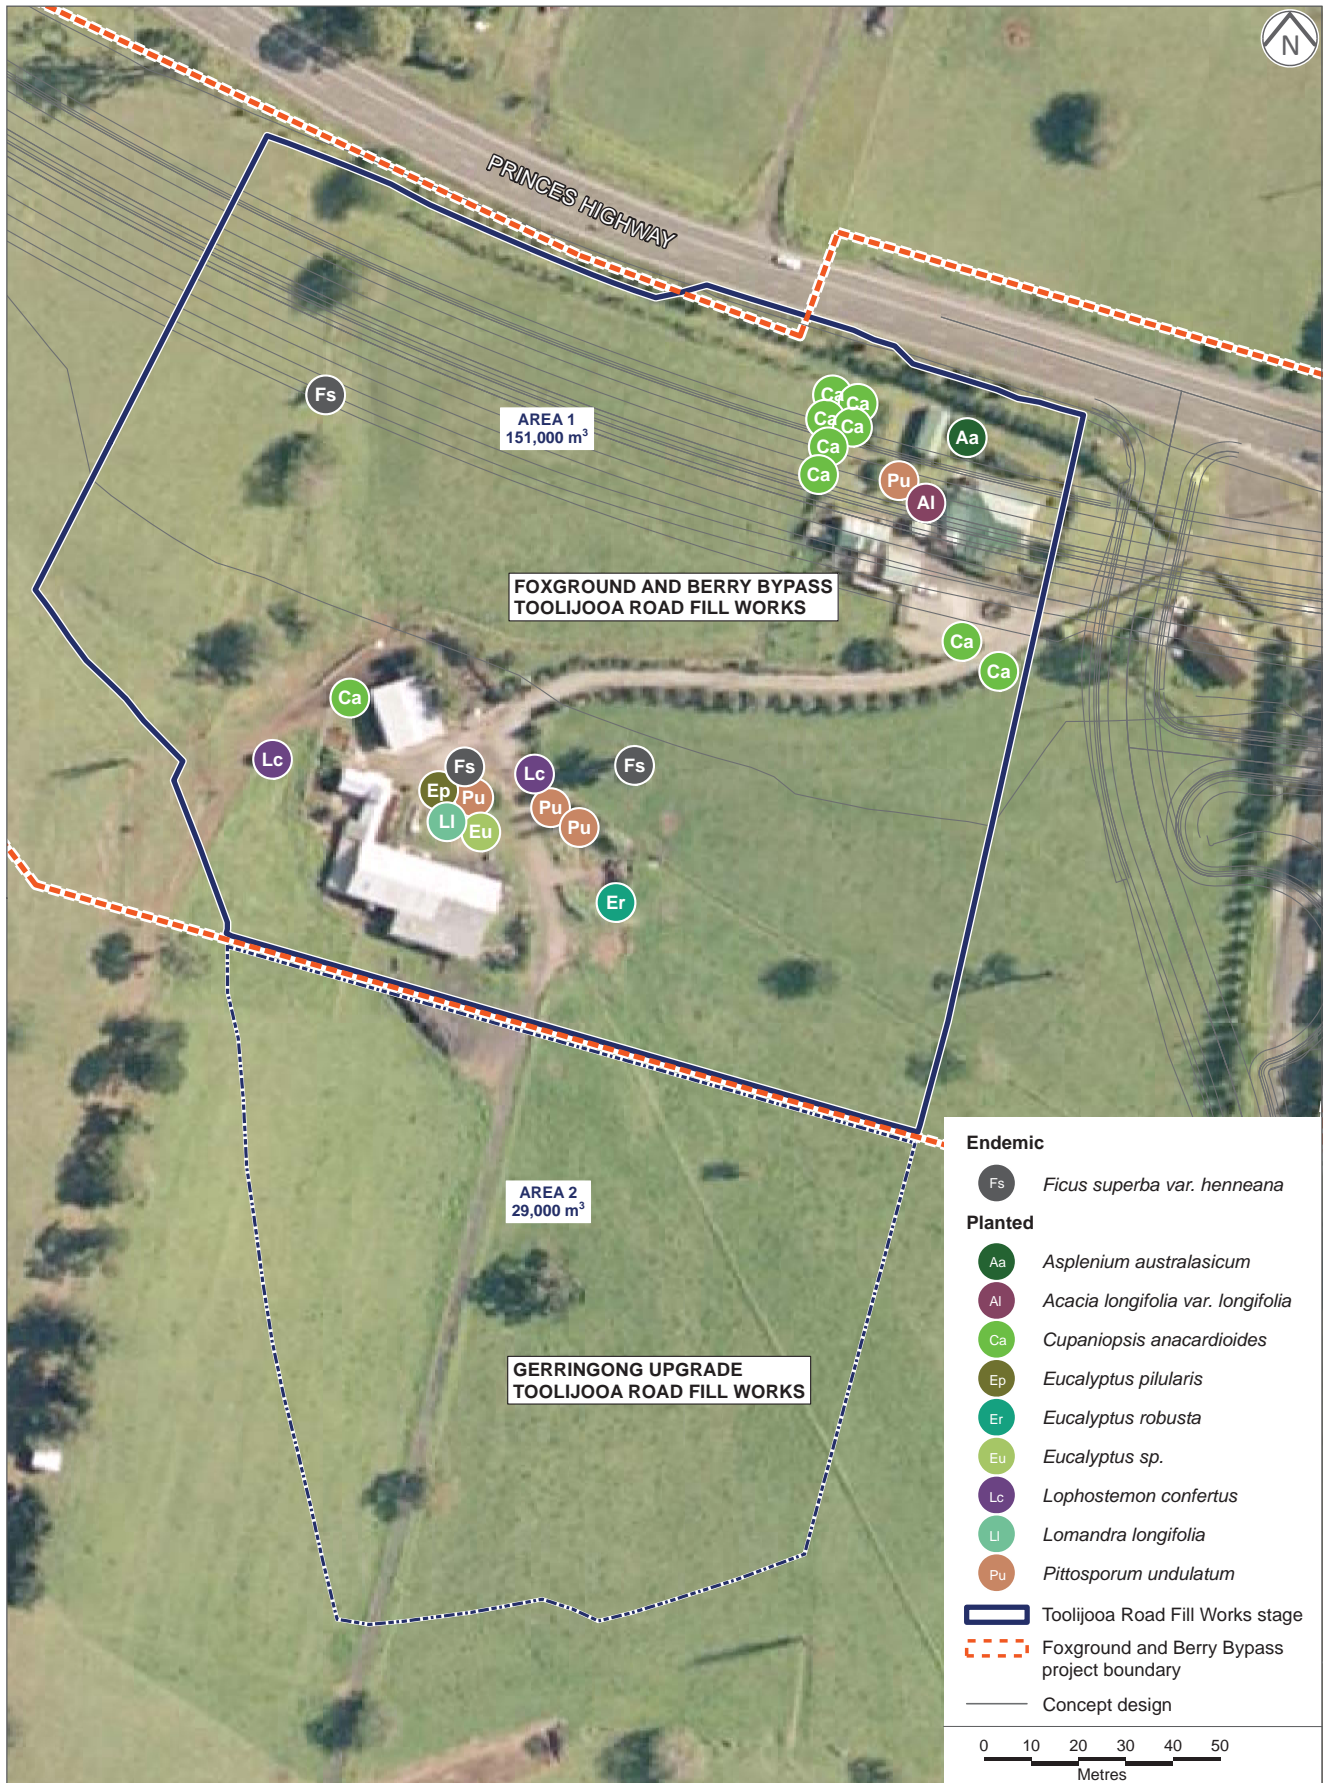 N
PRINCES HIGHWAY
Fs
AREA 1
151,000 m³
Ca
Ca
Ca
Ca
Ca
Ca
Aa
Pu
Al
FOXGROUND AND BERRY BYPASS
TOOLIJOOA ROAD FILL WORKS
Ca
Ca
Ca
Lc
Fs
Lc
Fs
Ep
Pu
Pu
Ll
Eu
Pu
Er
AREA 2
29,000 m³
GERRINGONG UPGRADE
TOOLIJOOA ROAD FILL WORKS
Endemic
Fs Ficus superba var. henneana
Planted
Aa Asplenium australasicum
Al Acacia longifolia var. longifolia
Ca Cupaniopsis anacardioides
Ep Eucalyptus pilularis
Er Eucalyptus robusta
Eu Eucalyptus sp.
Lc Lophostemon confertus
Ll Lomandra longifolia
Pu Pittosporum undulatum
Toolijooa Road Fill Works stage
Foxground and Berry Bypass
project boundary
Concept design
0 10 20 30 40 50
Metres